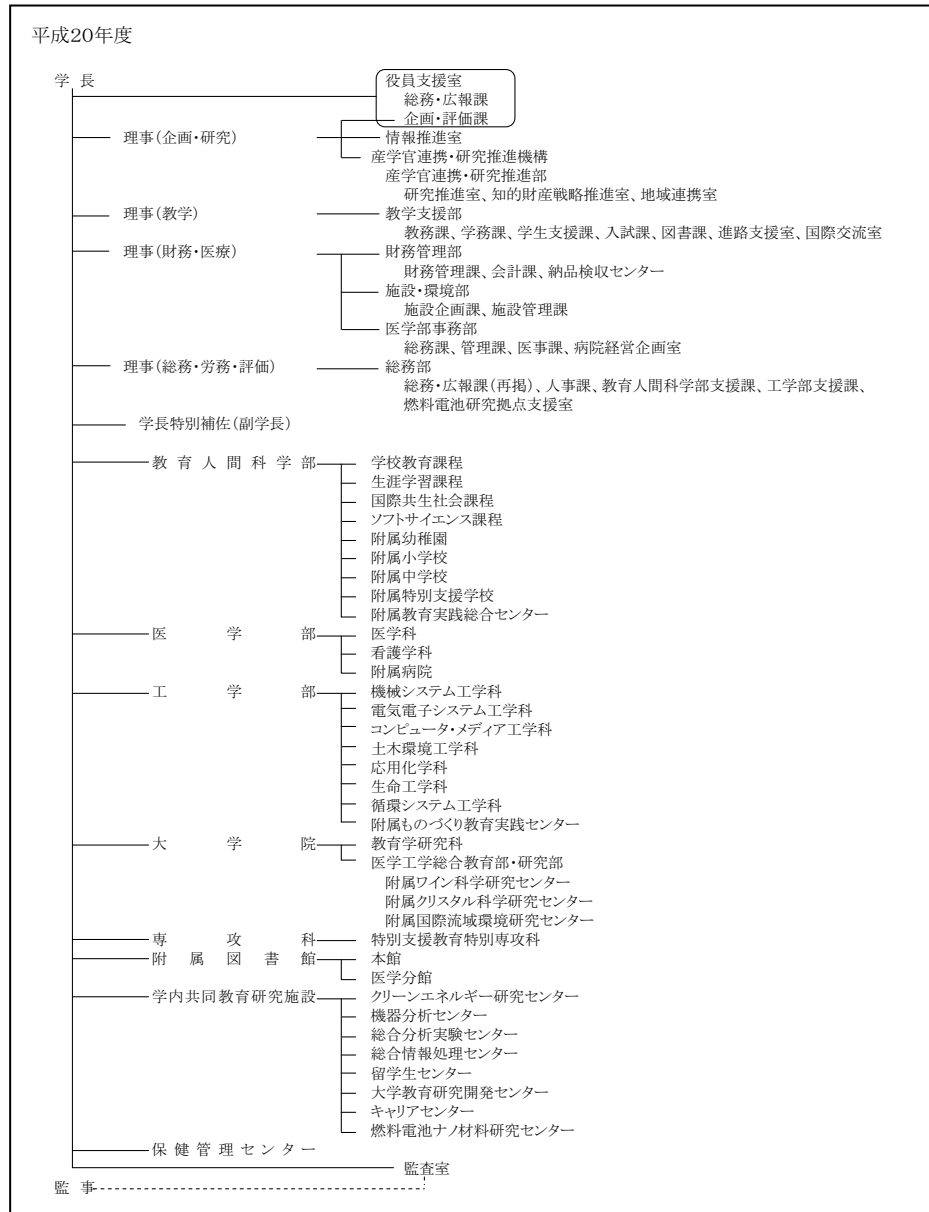 平成20年度
学 長
役員支援室
総務・広報課
企画・評価課
理事(企画・研究)
情報推進室
産学官連携・研究推進機構
産学官連携・研究推進部
研究推進室、知的財産戦略推進室、地域連携室
理事(教学) 教学支援部
教務課、学務課、学生支援課、入試課、図書課、進路支援室、国際交流室
理事(財務・医療) 財務管理部
財務管理課、会計課、納品検収センター
施設・環境部
施設企画課、施設管理課
医学部事務部
総務課、管理課、医事課、病院経営企画室
理事(総務・労務・評価) 総務部
総務・広報課(再掲)、人事課、教育人間科学部支援課、工学部支援課、
燃料電池研究拠点支援室
学長特別補佐(副学長)
教育人間科学部 学校教育課程
生涯学習課程
国際共生社会課程
ソフトサイエンス課程
附属幼稚園
附属小学校
附属中学校
附属特別支援学校
附属教育実践総合センター
医学部 医学科
看護学科
附属病院
工学部 機械システム工学科
電気電子システム工学科
コンピュータ・メディア工学科
土木環境工学科
応用化学科
生命工学科
循環システム工学科
附属ものづくり教育実践センター
大学院 教育学研究科
医学工学総合教育部・研究部
附属ワイン科学研究センター
附属クリスタル科学研究センター
附属国際流域環境研究センター
専攻科 特別支援教育特別専攻科
附属図書館 本館
医学分館
学内共同教育研究施設 クリーンエネルギー研究センター
機器分析センター
総合分析実験センター
総合情報処理センター
留学生センター
大学教育研究開発センター
キャリアセンター
燃料電池ナノ材料研究センター
保健管理センター
監査室
監 事